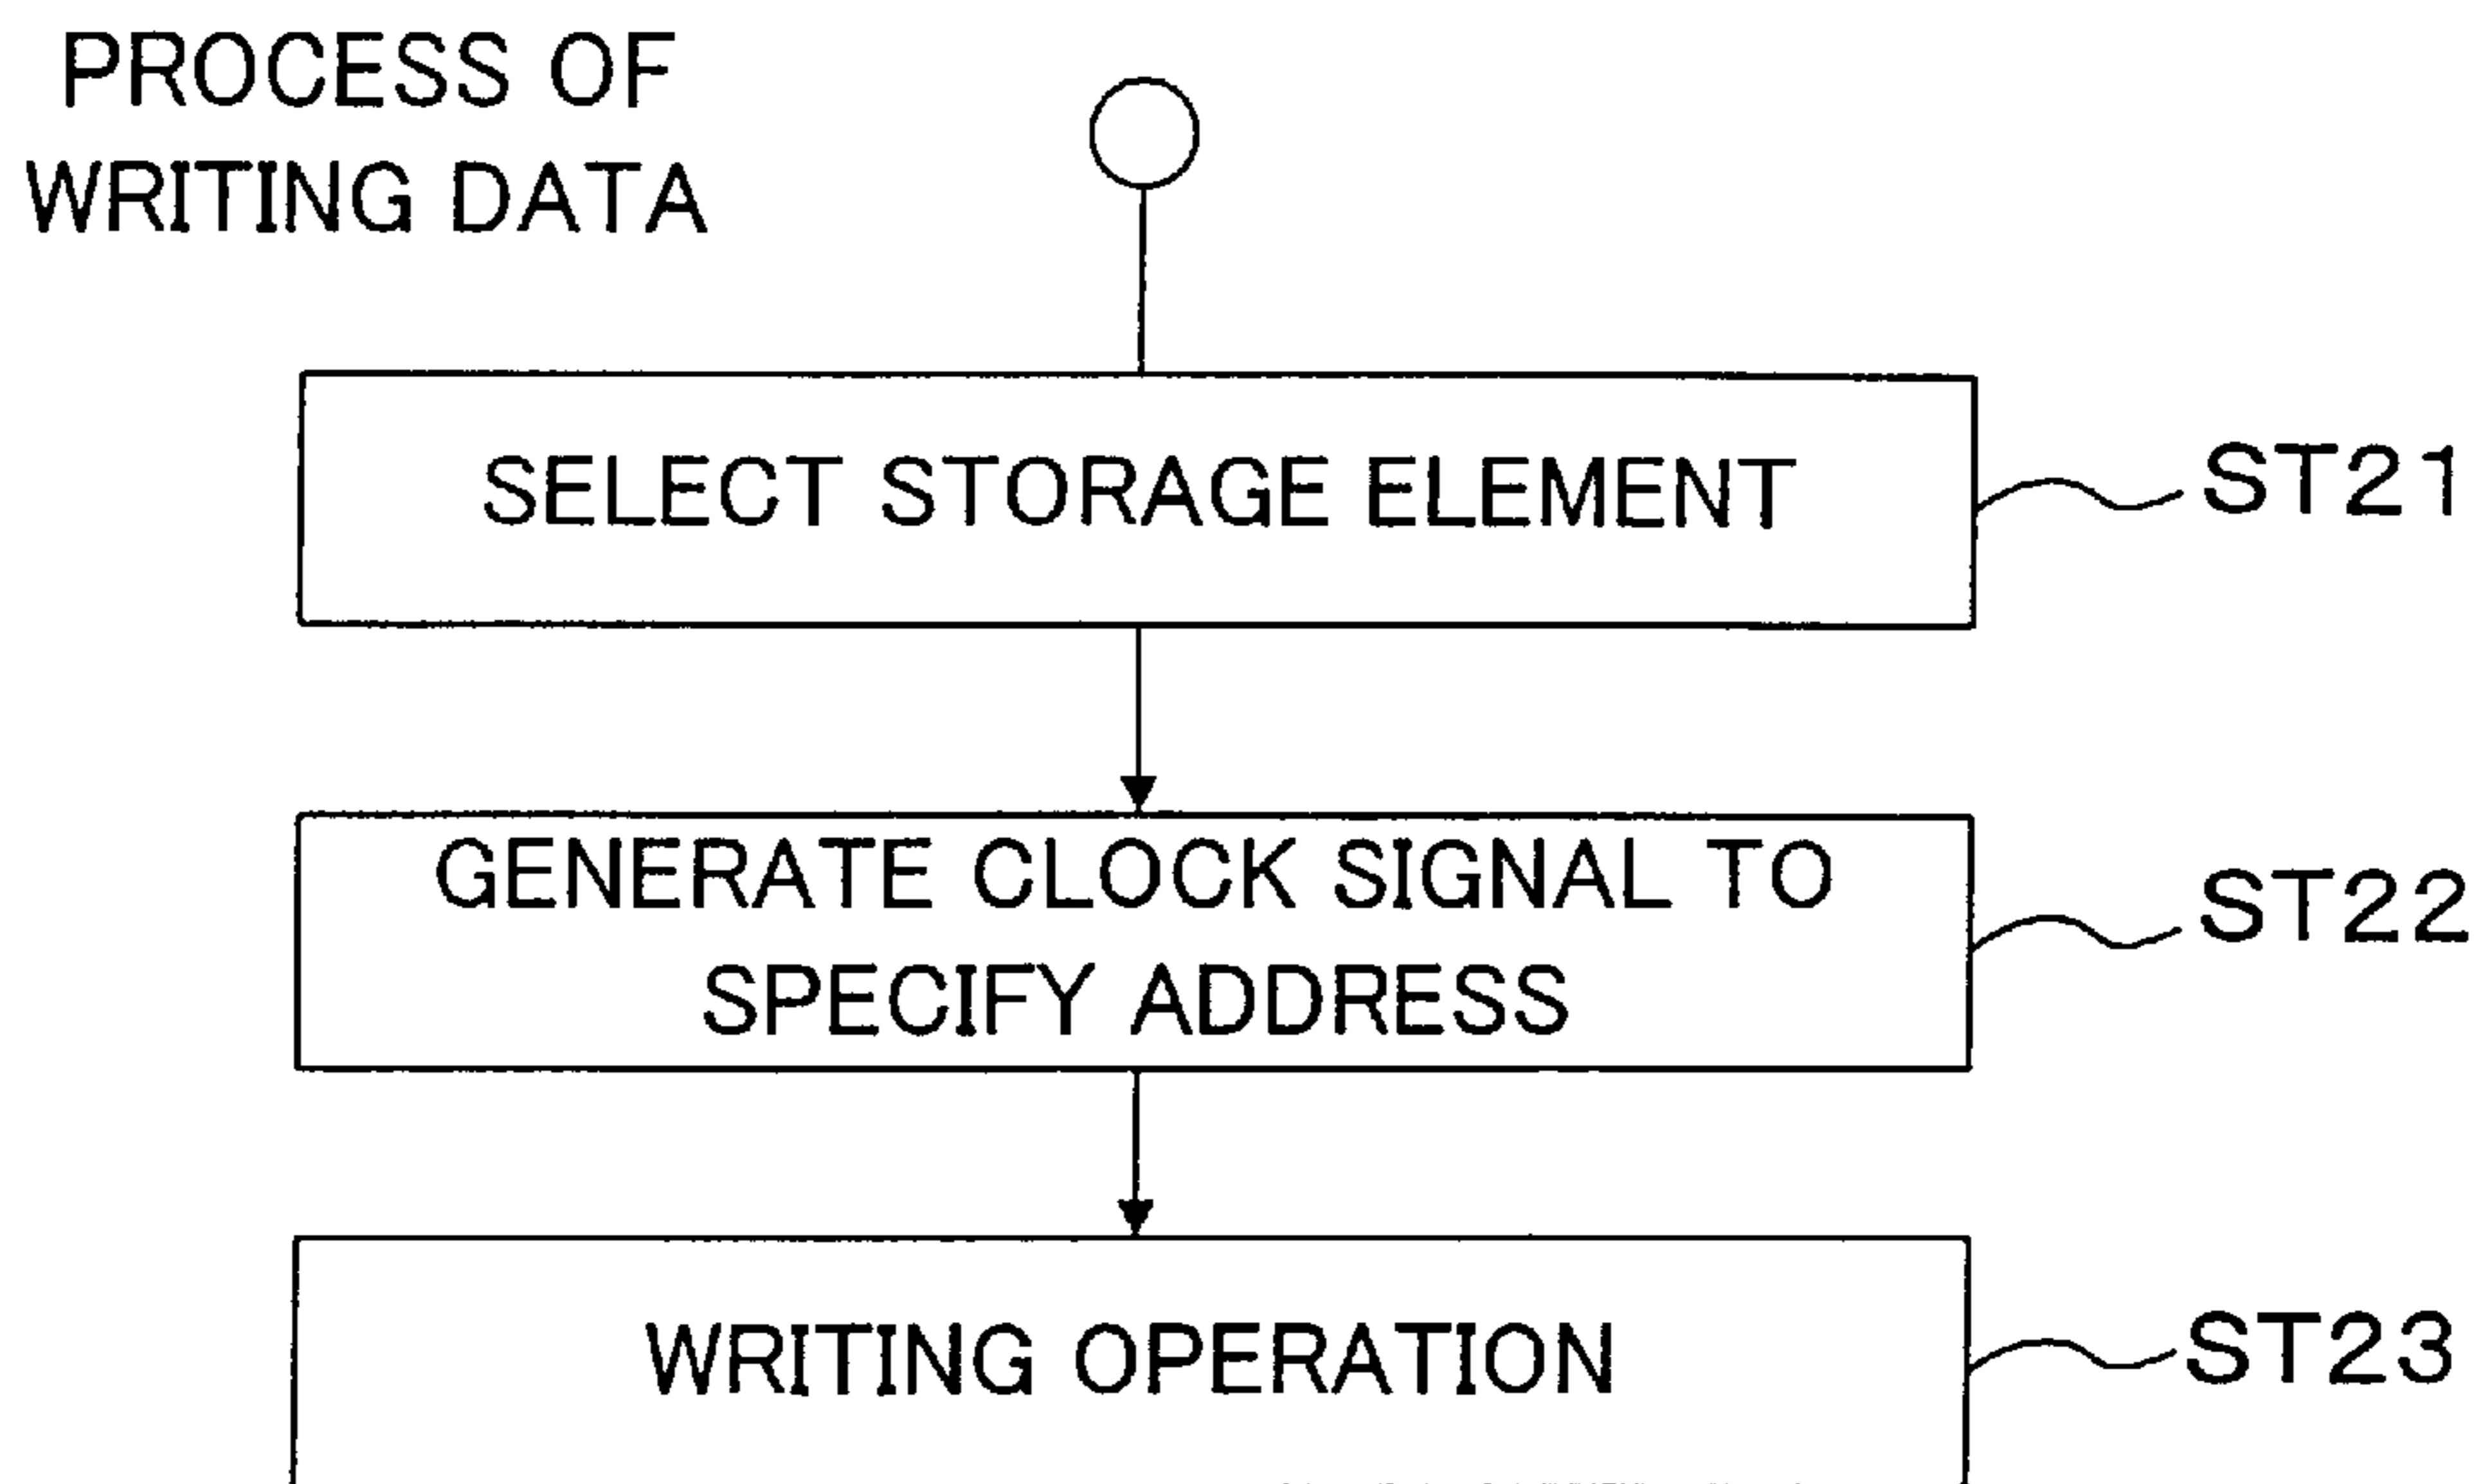 PROCESS OF
WRITING DATA
SELECT STORAGE ELEMENT
ST21
GENERATE CLOCK SIGNAL TO
SPECIFY ADDRESS
ST22
WRITING OPERATION
ST23